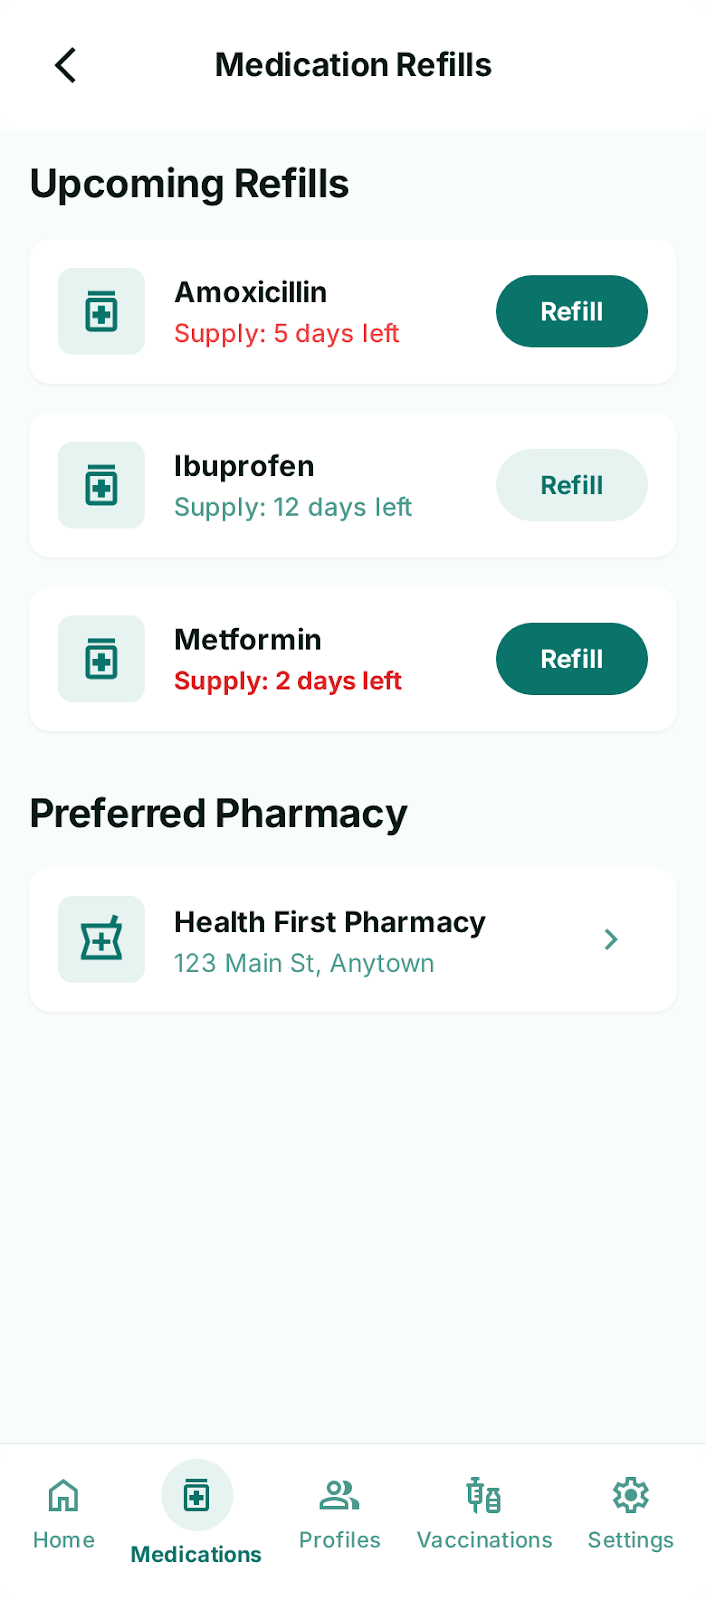 Medication Refills
Upcoming Refills
Amoxicillin
Supply: 5 days left
Refill
Ibuprofen
Supply: 12 days left
Refill
Metformin
Supply: 2 days left
Refill
Preferred Pharmacy
Health First Pharmacy
123 Main St, Anytown
Home
Medications
Profiles
Vaccinations
Settings